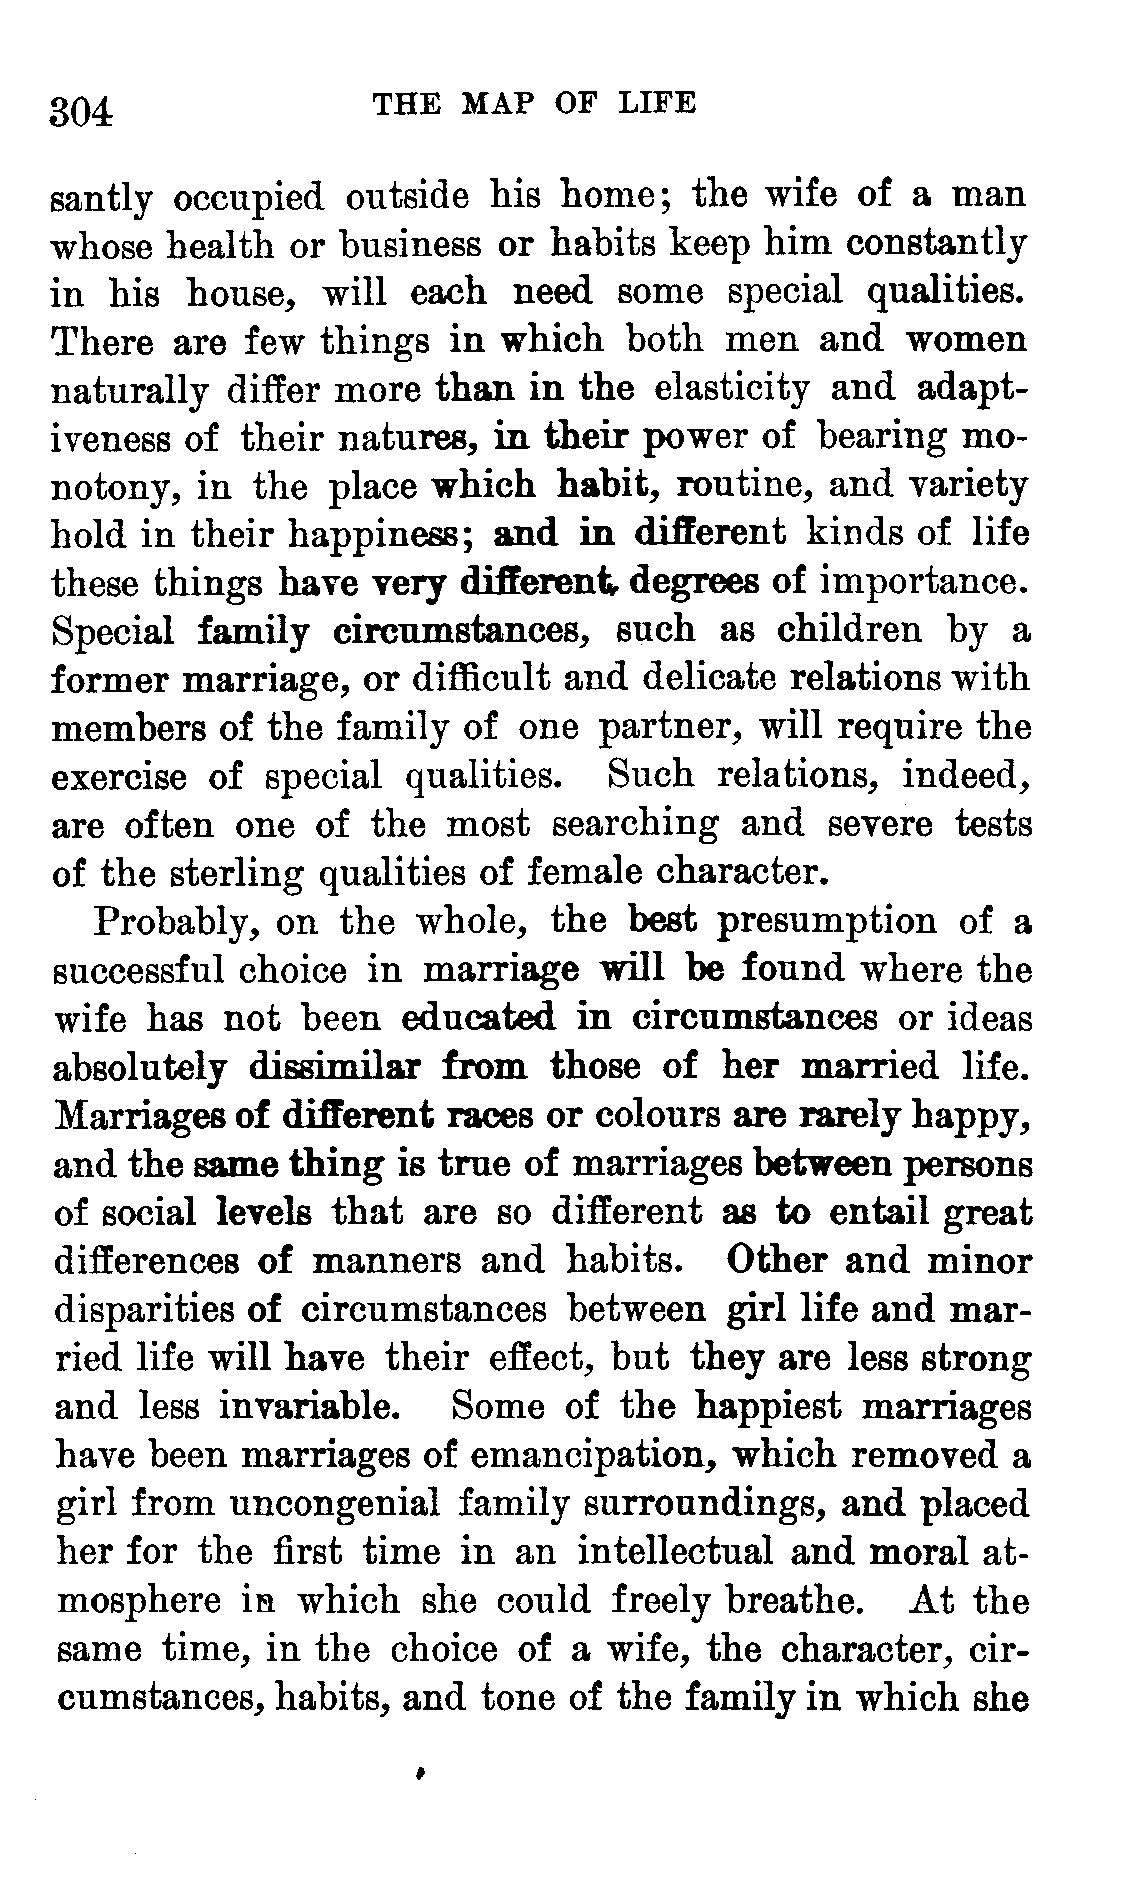 304 THE MAP OF LIFE
santly occupied outside his home; the wife of a man
whose health or business or habits keep him constantly
in his house, will each need some special qualities.
There are few things in which both men and women
naturally differ more than in the elasticity and adapt-
iveness of their natures, in their power of bearing mo-
notony, in the place which habit, routine, and variety
hold in their happiness; and in different kinds of life
these things have very different degrees of importance.
Special family circumstances, such as children by a
former marriage, or difficult and delicate relations with
members of the family of one partner, will require the
exercise of special qualities. Such relations, indeed,
are often one of the most searching and severe tests
of the sterling qualities of female character.
Probably, on the whole, the best presumption of a
successful choice in marriage will be found where the
wife has not been educated in circumstances or ideas
absolutely dissimilar from those of her married life.
Marriages of different races or colours are rarely happy,
and the same thing is true of marriages between persons
of social levels that are so different as to entail great
differences of manners and habits. Other and minor
disparities of circumstances between girl life and mar-
ried life will have their effect, but they are less strong
and less invariable. Some of the happiest marriages
have been marriages of emancipation, which removed a
girl from uncongenial family surroundings, and placed
her for the first time in an intellectual and moral at-
mosphere in which she could freely breathe. At the
same time, in the choice of a wife, the character, cir-
cumstances, habits, and tone of the family in which she